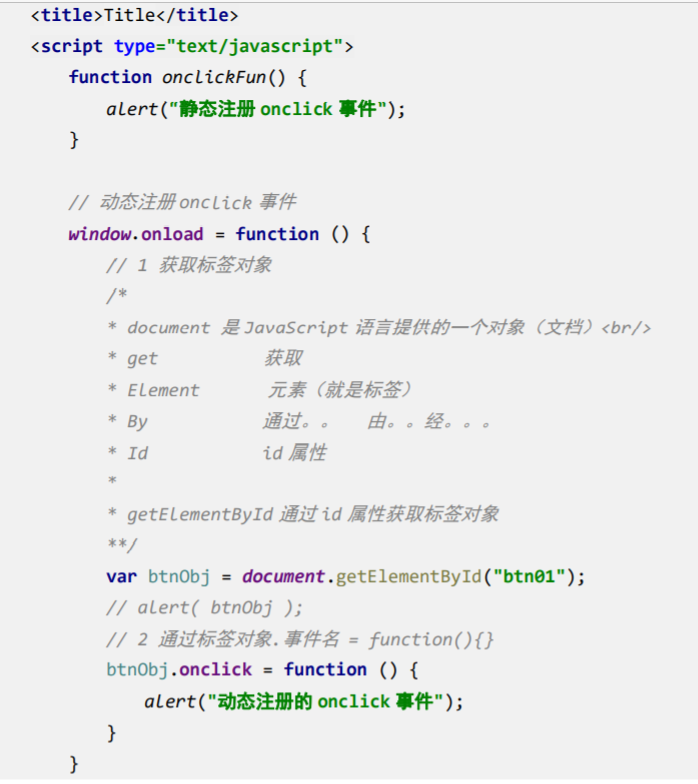 <title>Title</title>
<script type="text/javascript">
function onclickFun() {
alert("静态注册 onclick 事件");
}
// 动态注册 onclick 事件
window.onload = function () {
// 1 获取标签对象
/*
* document 是 JavaScript 语言提供的一个对象（文档）<br/>
* get 获取
* Element 元素（就是标签）
* By 通过。。 由。。经。。。
* Id id 属性
*
* getElementById 通过 id 属性获取标签对象
**/
var btnObj = document.getElementById("btn01");
// alert( btnObj );
// 2 通过标签对象.事件名 = function(){}
btnObj.onclick = function () {
alert("动态注册的 onclick 事件");
}
}